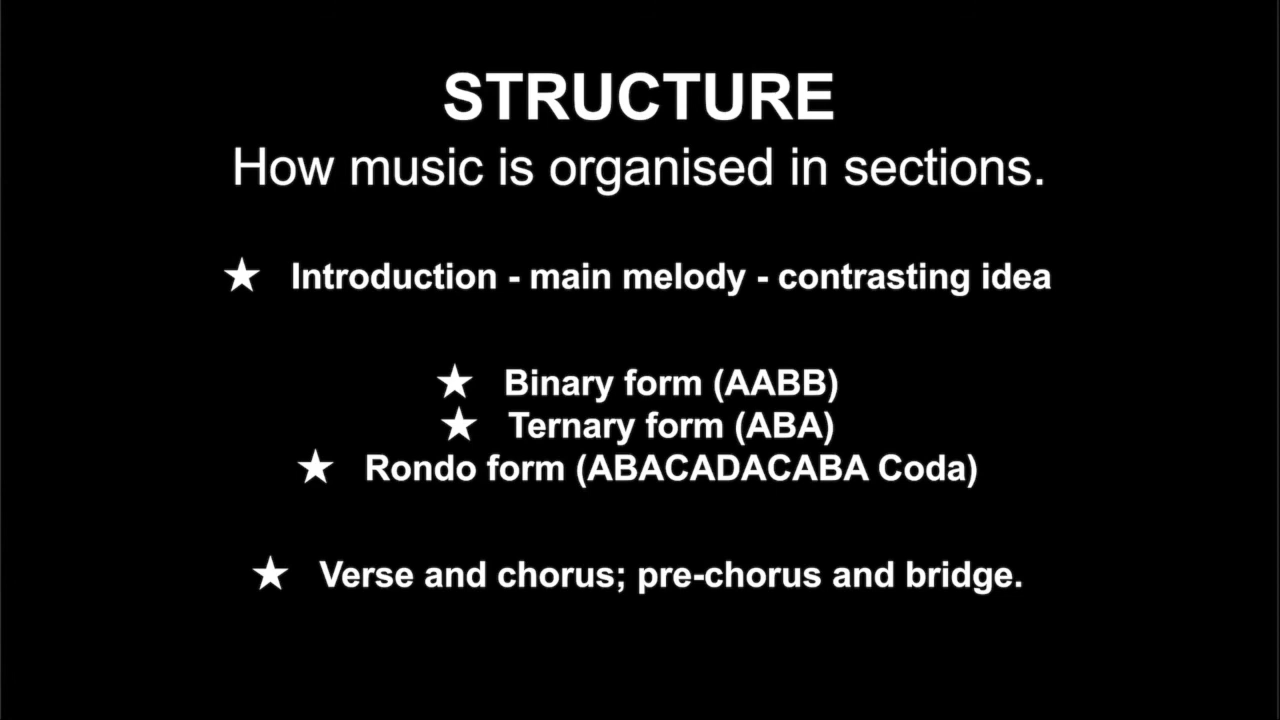 STRUCTURE
How music is organised in sections.
★ Introduction - main melody - contrasting idea
★ Binary form (AABB)
★ Ternary form (ABA)
★ Rondo form (ABACADACABA Coda)
★ Verse and chorus; pre-chorus and bridge.